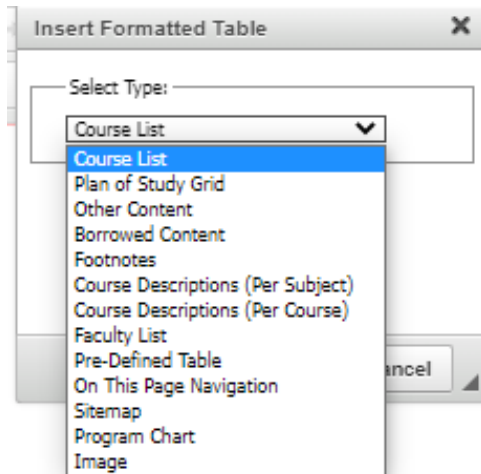 Insert Formatted Table
Select Type:
Course List
Course List
Plan of Study Grid
Other Content
Borrowed Content
Footnotes
Course Descriptions (Per Subject)
Course Descriptions (Per Course)
Faculty List
Pre-Defined Table
On This Page Navigation
Sitemap
Program Chart
Image
ancel